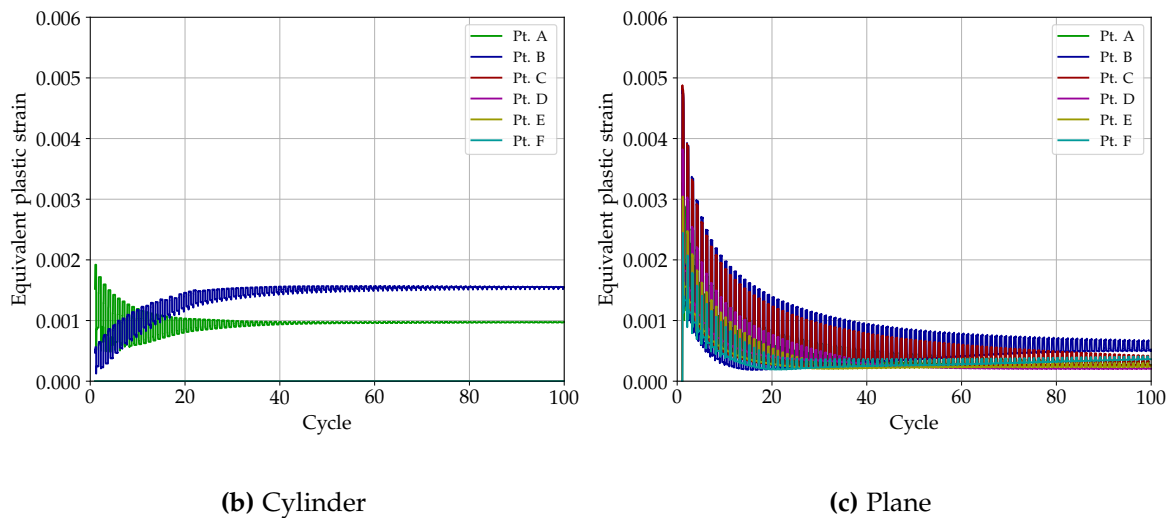 0.006
0.005
0.004
0.003
0.002
0.001
0.000
Equivalent plastic strain
0 20 40 60 80 100
Cycle
Pt. A
Pt. B
Pt. C
Pt. D
Pt. E
Pt. F
(b) Cylinder
0.006
0.005
0.004
0.003
0.002
0.001
0.000
Equivalent plastic strain
0 20 40 60 80 100
Cycle
Pt. A
Pt. B
Pt. C
Pt. D
Pt. E
Pt. F
(c) Plane